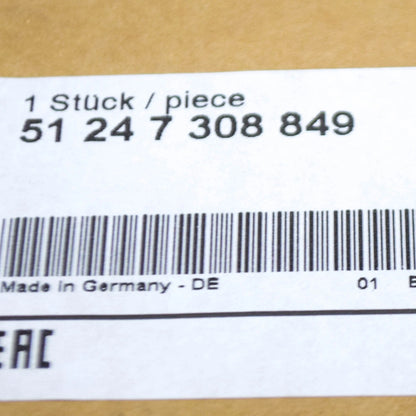 1 Stück / piece
51 24 7 308 849
Made in Germany - DE 01
EAC